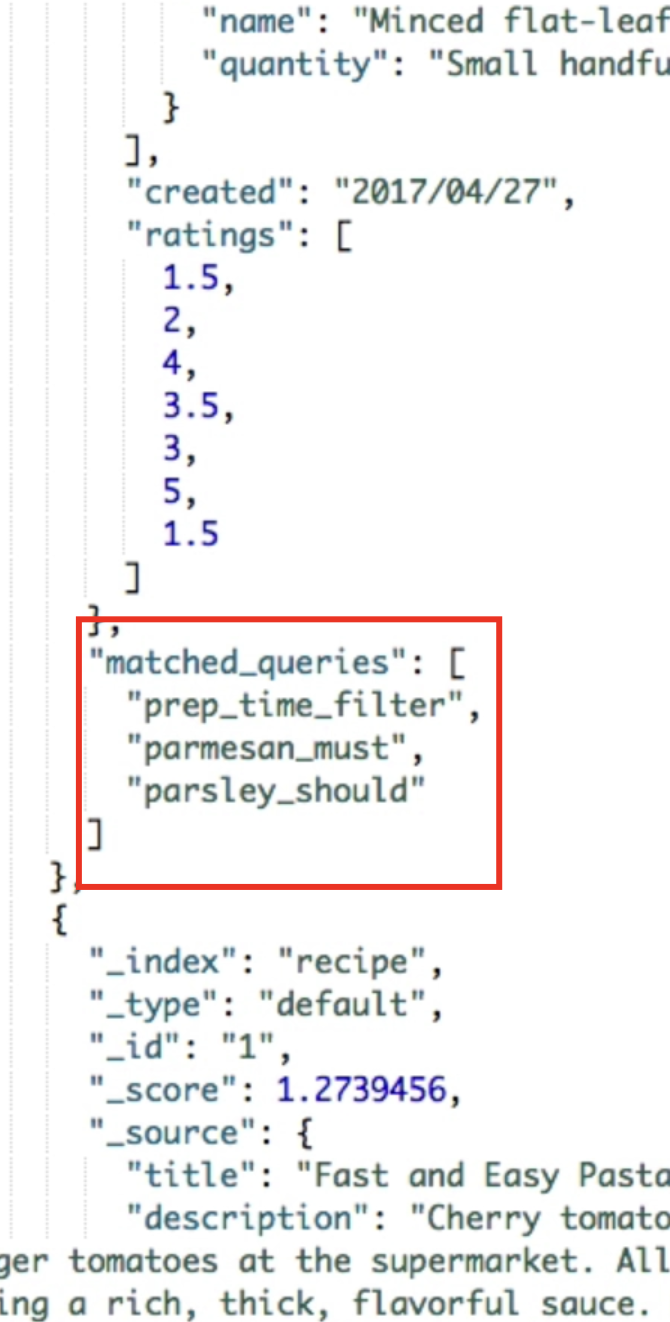 "name": "Minced flat-leaf
"quantity": "Small handfu
}
],
"created": "2017/04/27",
"ratings": [
1.5,
2,
4,
3.5,
3,
5,
1.5
]
},
"matched_queries": [
"prep_time_filter",
"parmesan_must",
"parsley_should"
]
},
{
"_index": "recipe",
"_type": "default",
"_id": "1",
"_score": 1.2739456,
"_source": {
"title": "Fast and Easy Pasta
"description": "Cherry tomato
ger tomatoes at the supermarket. All
ing a rich, thick, flavorful sauce.